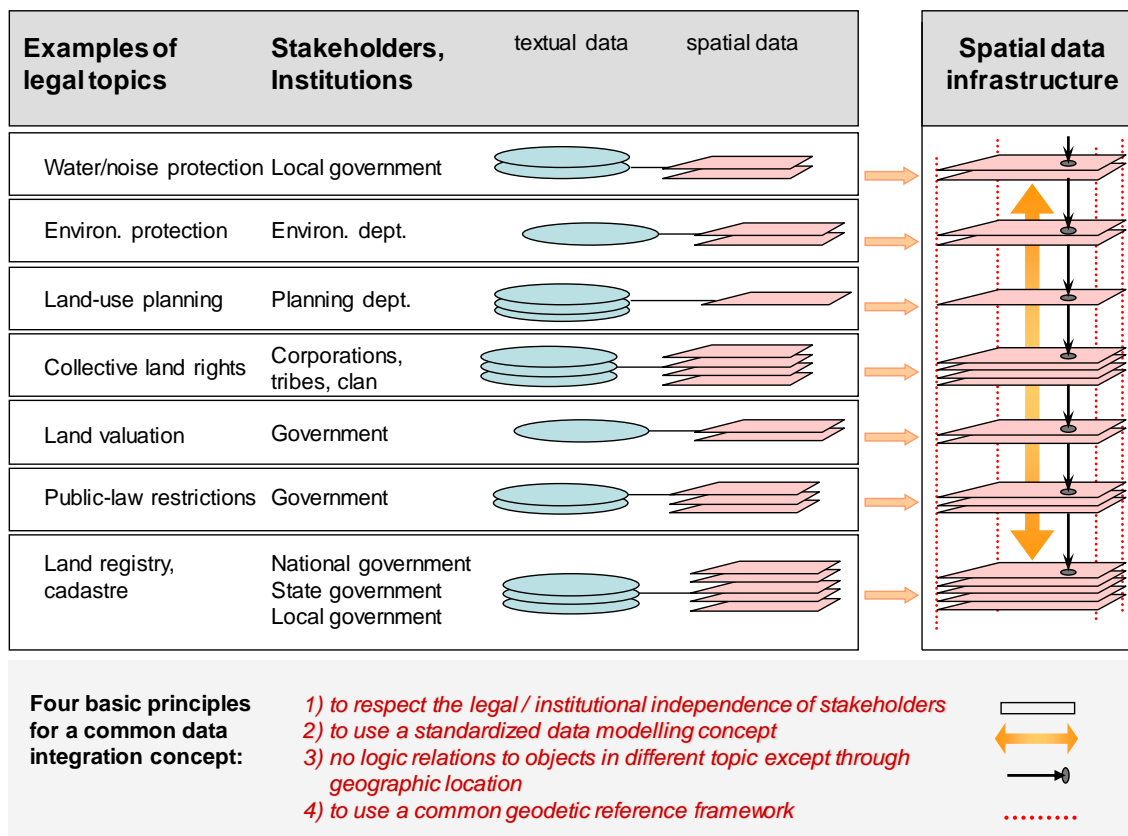 Examples of
legal topics
Stakeholders,
Institutions
textual data
spatial data
Spatial data
infrastructure
Water/noise protection
Local government
Environ. protection
Environ. dept.
Land-use planning
Planning dept.
Collective land rights
Corporations,
tribes, clan
Land valuation
Government
Public-law restrictions
Government
Land registry,
cadastre
National government
State government
Local government
Four basic principles
for a common data
integration concept:
1) to respect the legal / institutional independence of stakeholders
2) to use a standardized data modelling concept
3) no logic relations to objects in different topic except through
geographic location
4) to use a common geodetic reference framework